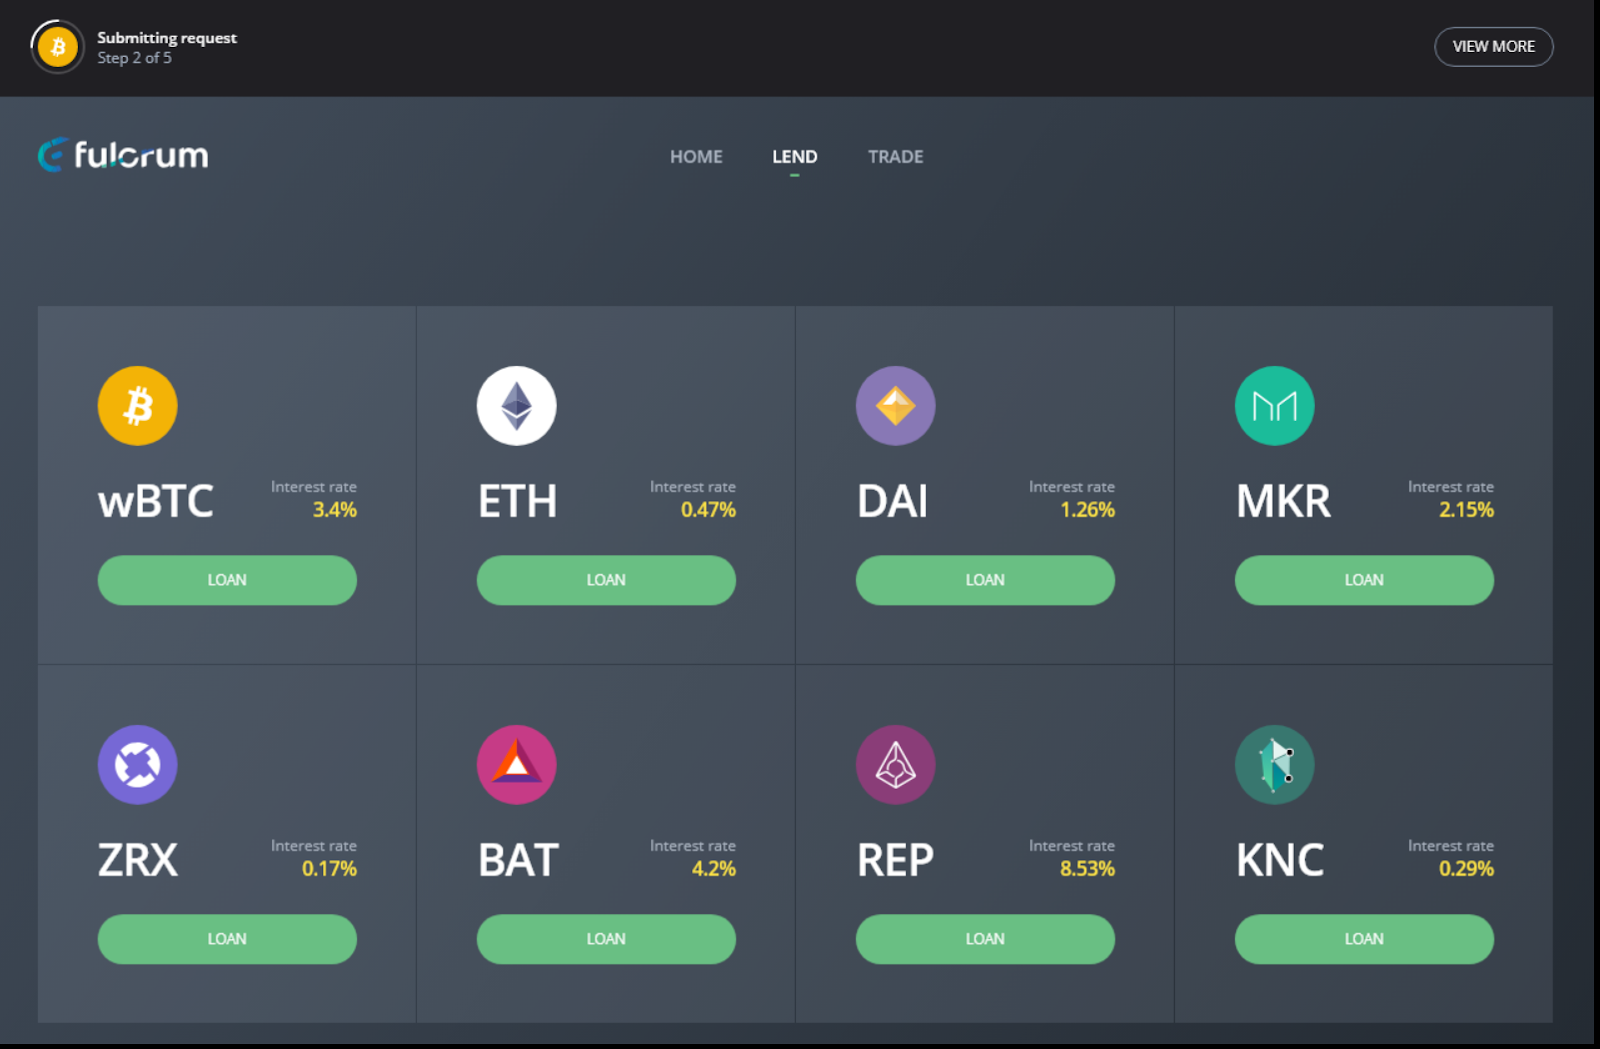 Submitting request
Step 2 of 5
VIEW MORE
fulcrum
HOME LEND TRADE
wBTC Interest rate 3.4%
ETH Interest rate 0.47%
DAI Interest rate 1.26%
MKR Interest rate 2.15%
LOAN LOAN LOAN LOAN
ZRX Interest rate 0.17%
BAT Interest rate 4.2%
REP Interest rate 8.53%
KNC Interest rate 0.29%
LOAN LOAN LOAN LOAN